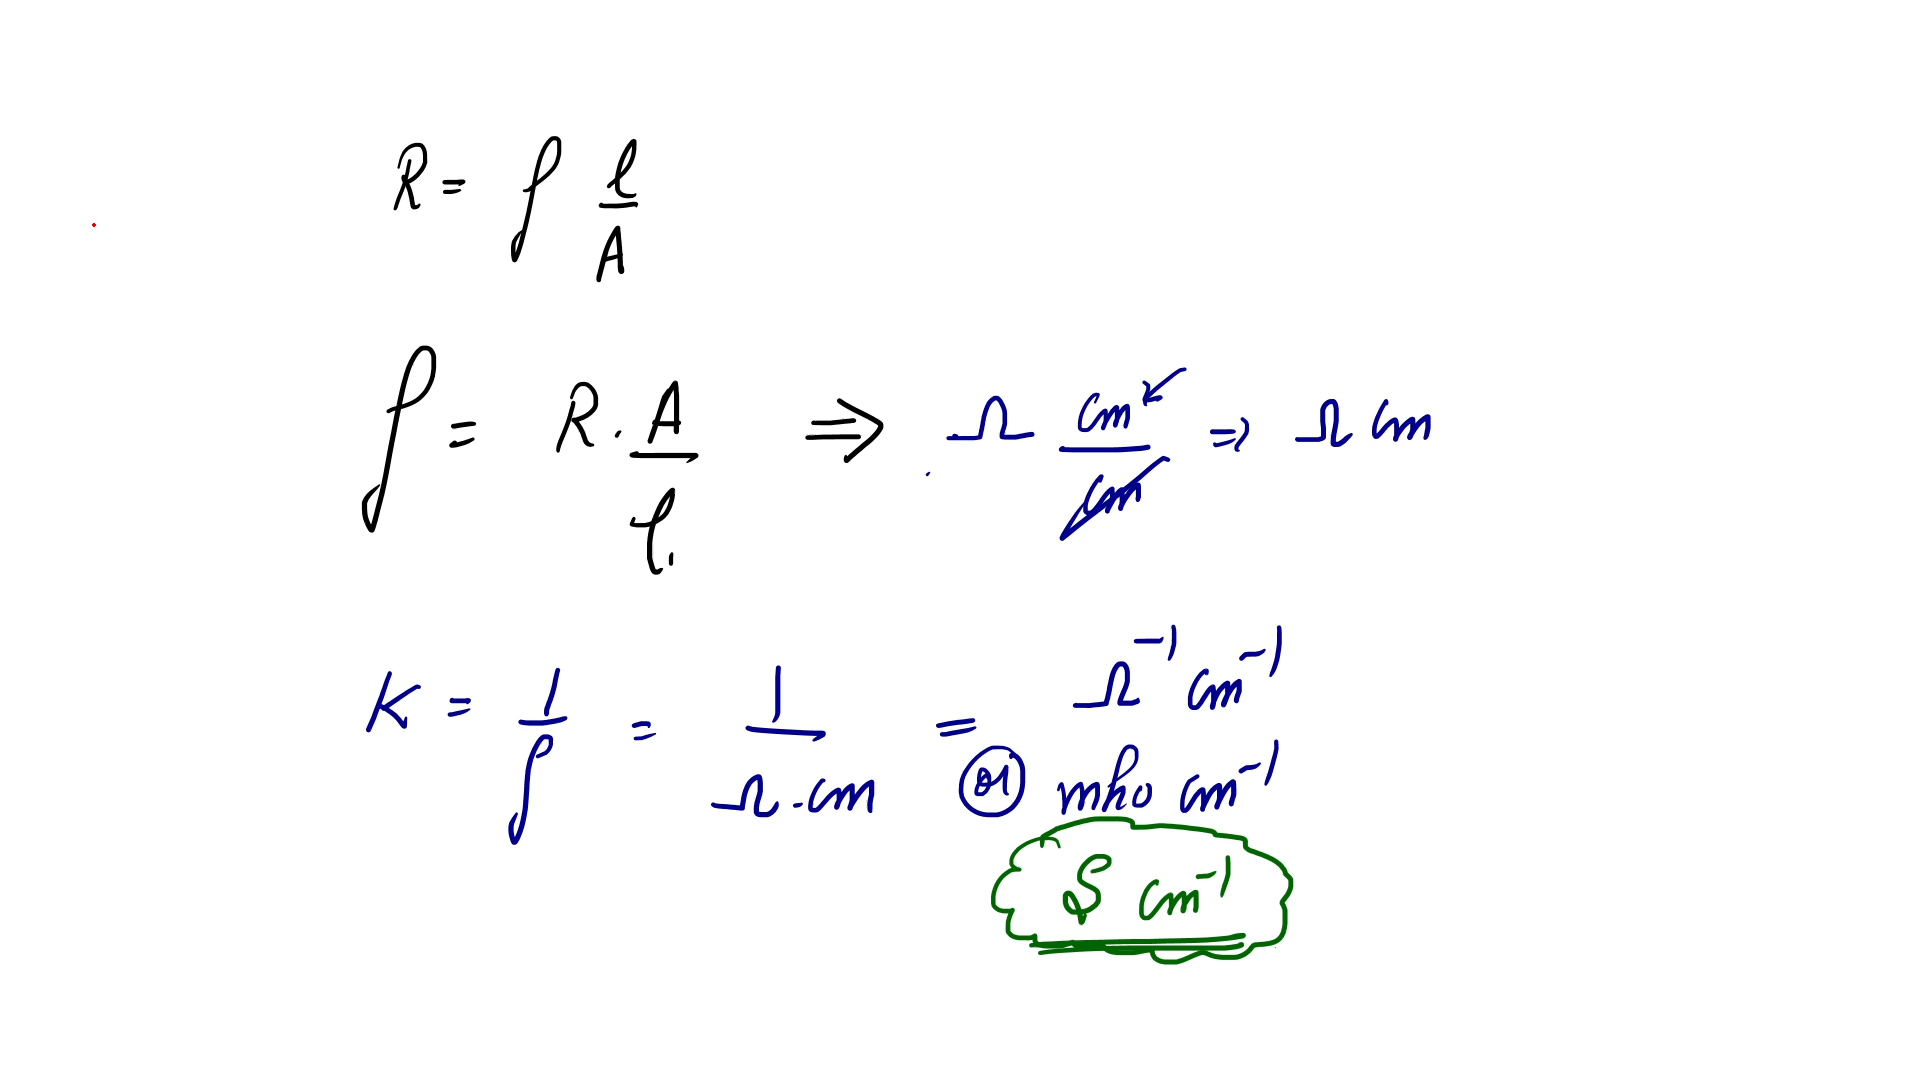 R = ρ l/A
ρ = R . A/l . ⇒ Ω cm²/cm ⇒ Ω cm
K = 1/ρ = 1/Ω . cm = Ω⁻¹ cm⁻¹
or mho cm⁻¹
S cm⁻¹